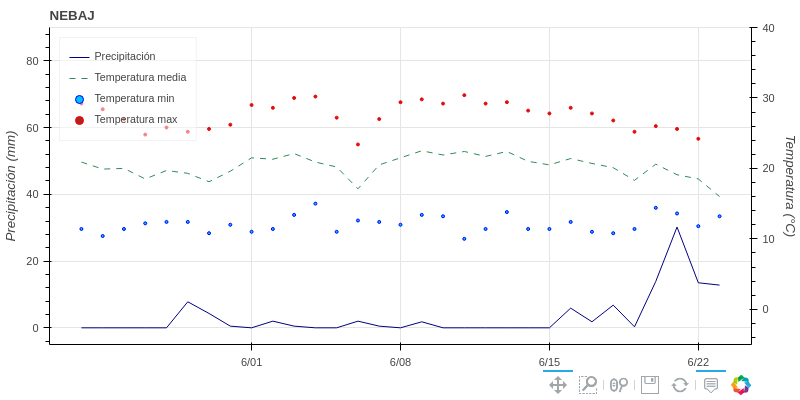 NEBAJ
Precipitación
Temperatura media
Temperatura min
Temperatura max
Precipitación (mm)
80
60
40
20
0
Temperatura (°C)
40
30
20
10
0
6/01
6/08
6/15
6/22